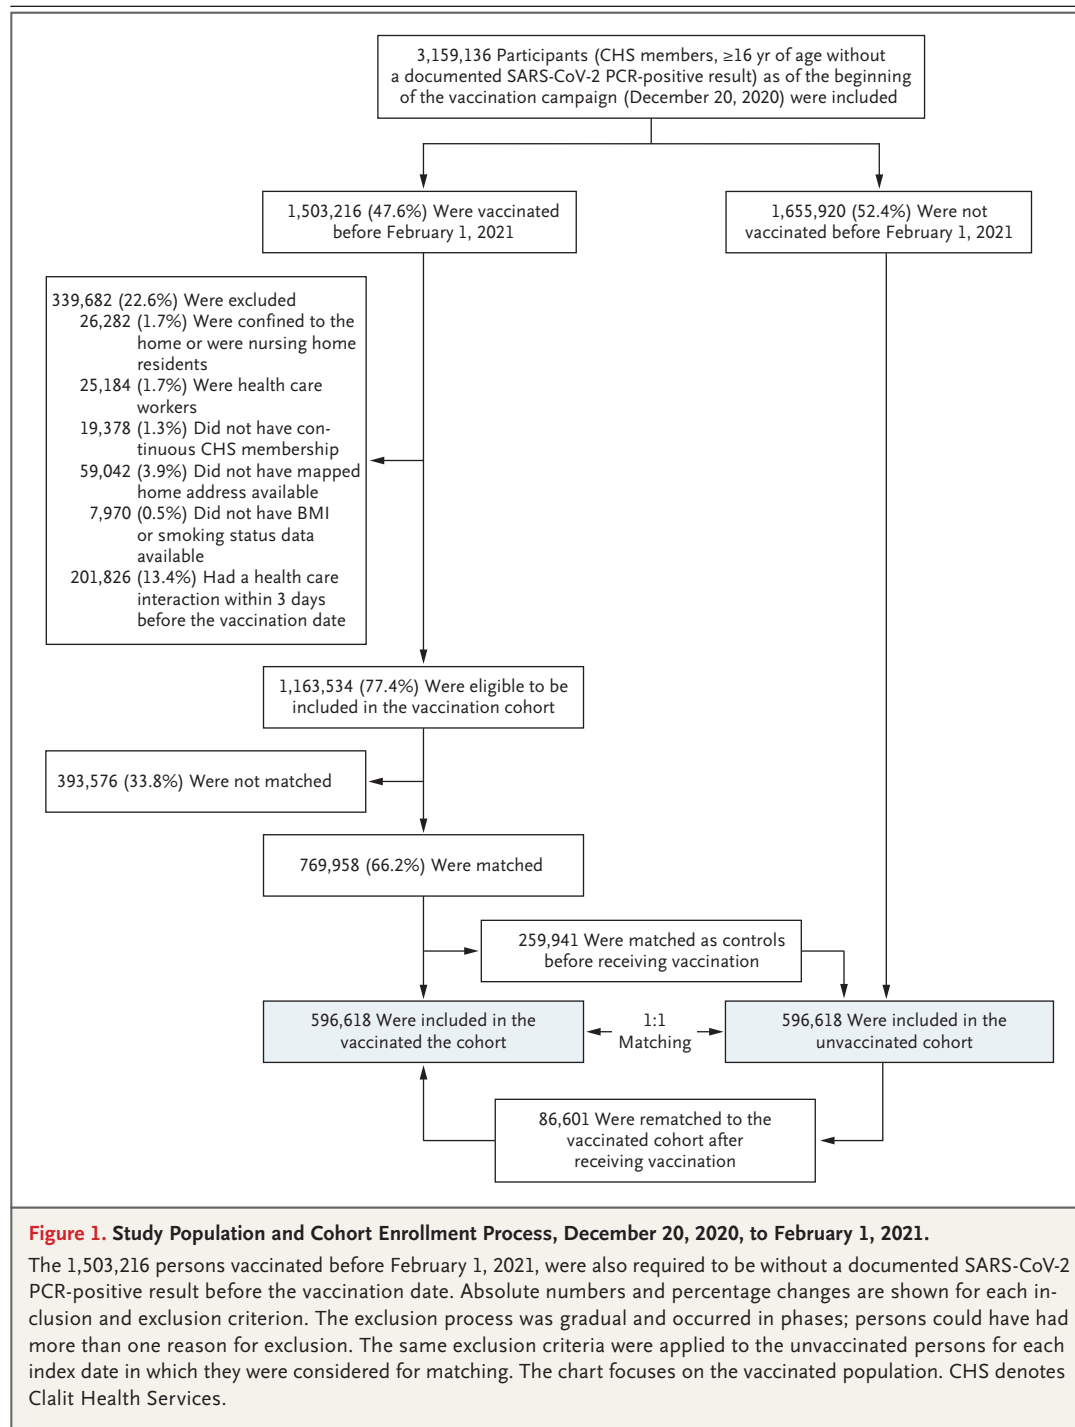 3,159,136 Participants (CHS members, ≥16 yr of age without
a documented SARS-CoV-2 PCR-positive result) as of the beginning
of the vaccination campaign (December 20, 2020) were included
1,503,216 (47.6%) Were vaccinated
before February 1, 2021
1,655,920 (52.4%) Were not
vaccinated before February 1, 2021
339,682 (22.6%) Were excluded
26,282 (1.7%) Were confined to the
home or were nursing home
residents
25,184 (1.7%) Were health care
workers
19,378 (1.3%) Did not have con-
tinuous CHS membership
59,042 (3.9%) Did not have mapped
home address available
7,970 (0.5%) Did not have BMI
or smoking status data
available
201,826 (13.4%) Had a health care
interaction within 3 days
before the vaccination date
1,163,534 (77.4%) Were eligible to be
included in the vaccination cohort
393,576 (33.8%) Were not matched
769,958 (66.2%) Were matched
259,941 Were matched as controls
before receiving vaccination
596,618 Were included in the
vaccinated the cohort
1:1
Matching
596,618 Were included in the
unvaccinated cohort
86,601 Were rematched to the
vaccinated cohort after
receiving vaccination
Figure 1. Study Population and Cohort Enrollment Process, December 20, 2020, to February 1, 2021.
The 1,503,216 persons vaccinated before February 1, 2021, were also required to be without a documented SARS-CoV-2
PCR-positive result before the vaccination date. Absolute numbers and percentage changes are shown for each in-
clusion and exclusion criterion. The exclusion process was gradual and occurred in phases; persons could have had
more than one reason for exclusion. The same exclusion criteria were applied to the unvaccinated persons for each
index date in which they were considered for matching. The chart focuses on the vaccinated population. CHS denotes
Clalit Health Services.